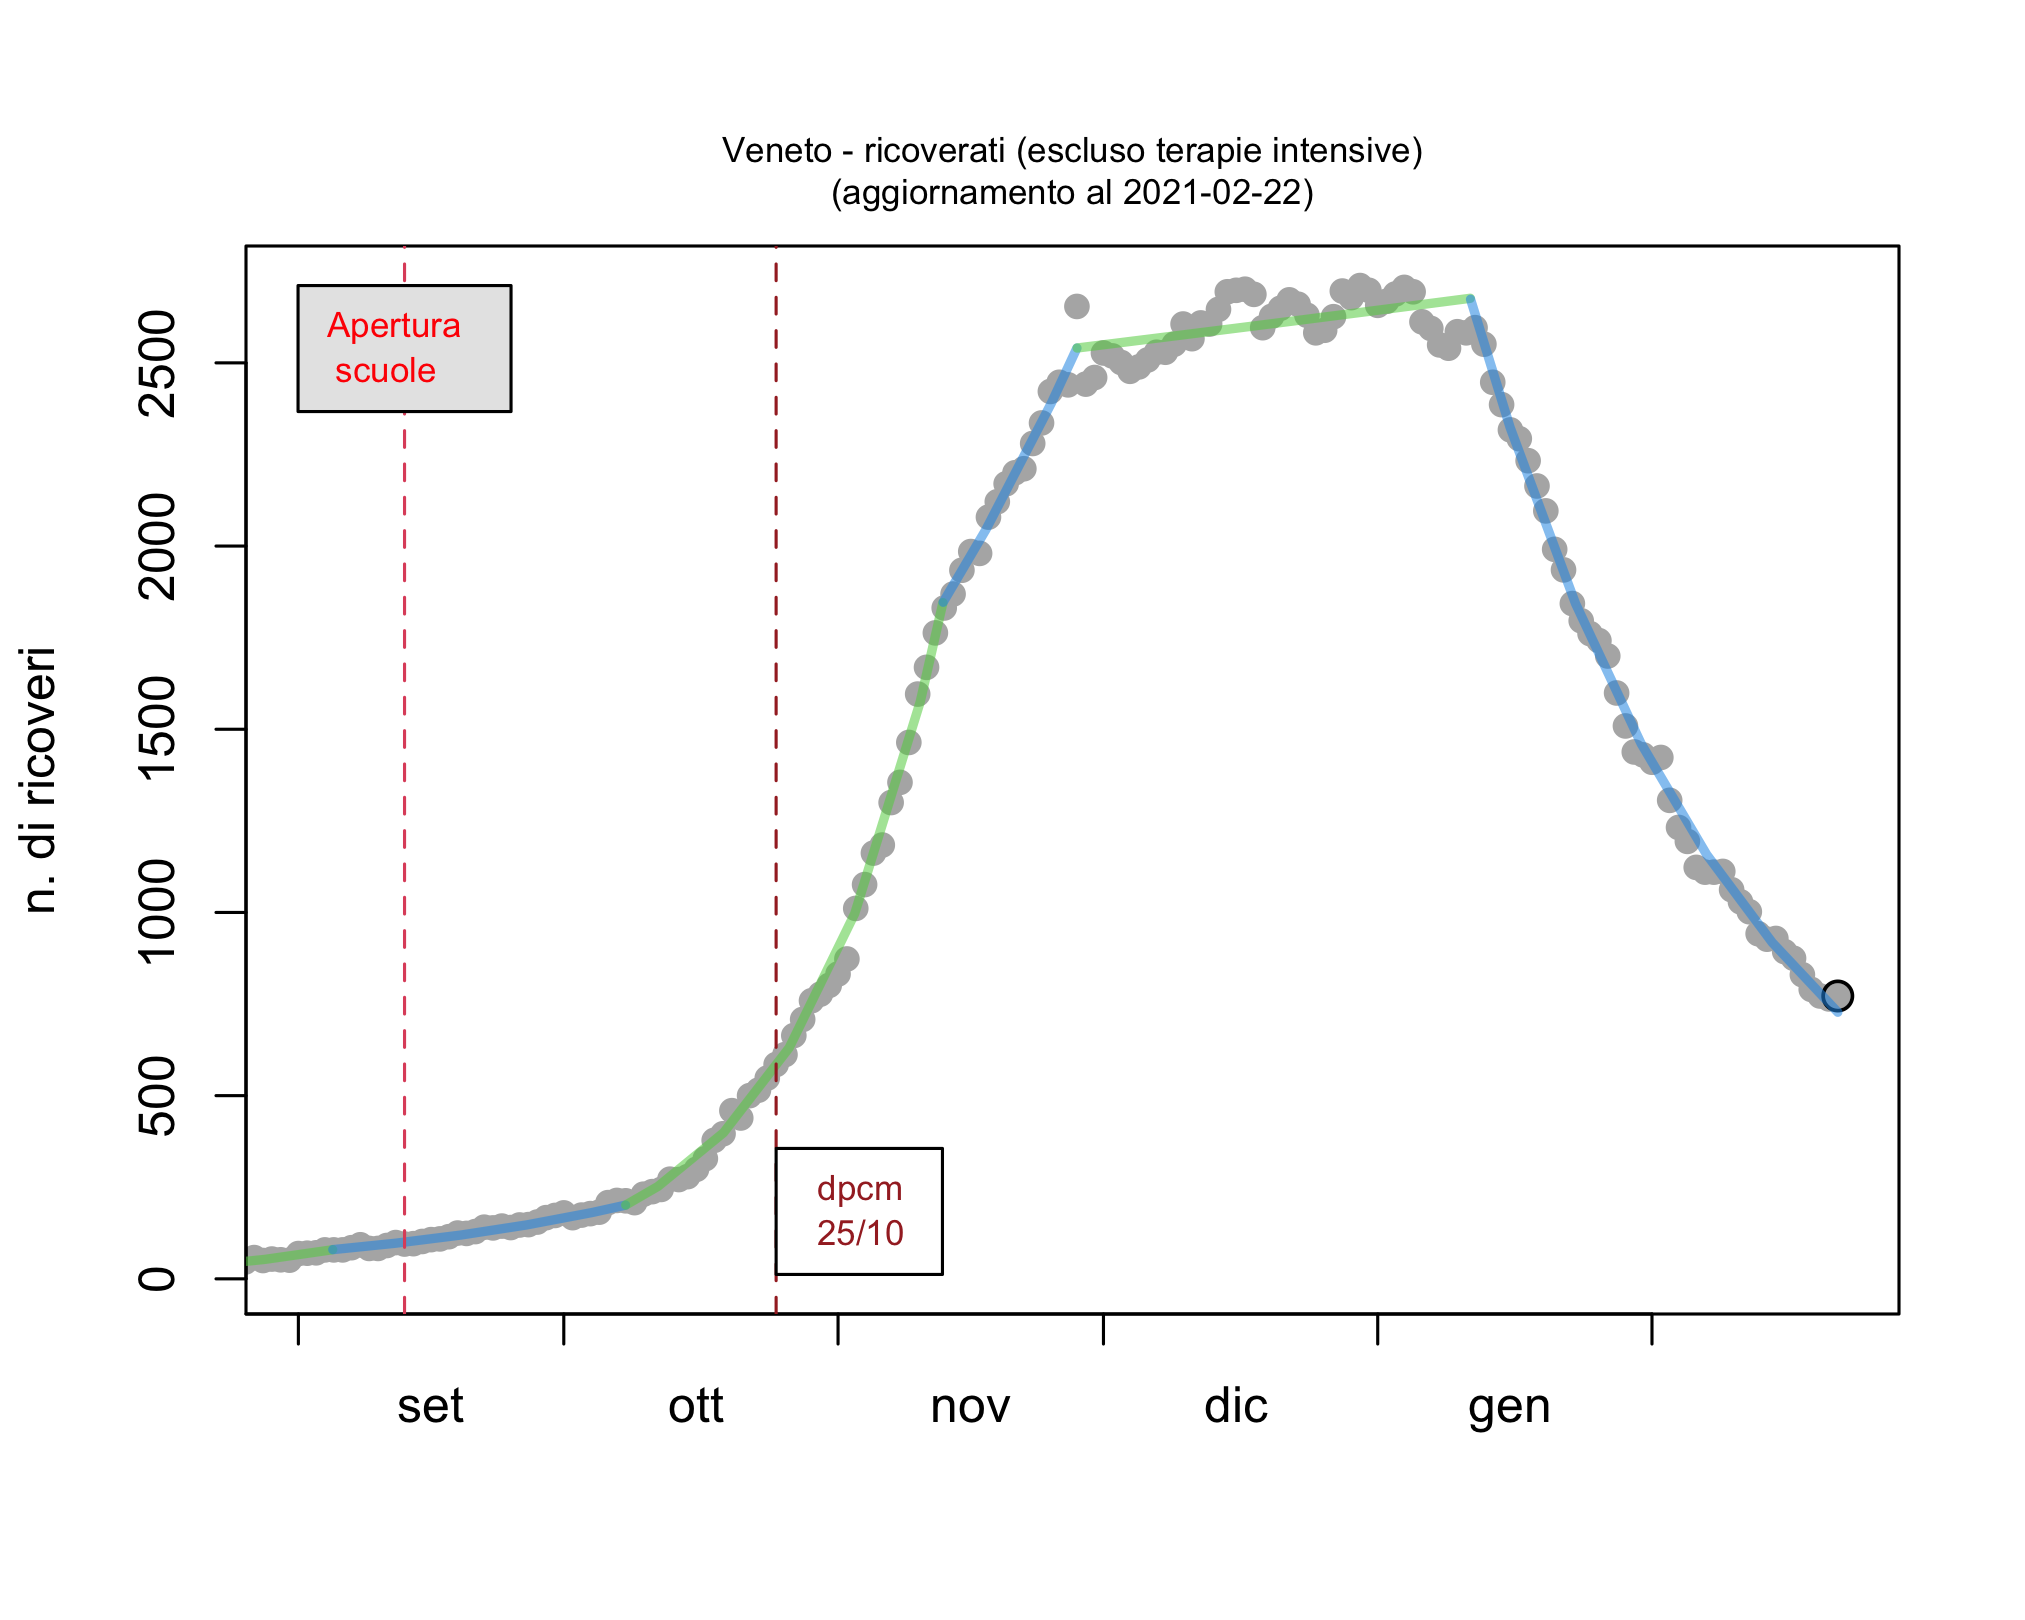 Veneto - ricoverati (escluso terapie intensive)
(aggiornamento al 2021-02-22)
Apertura
scuole
n. di ricoveri
2500
2000
1500
1000
500
0
dpcm
25/10
set ott nov dic gen